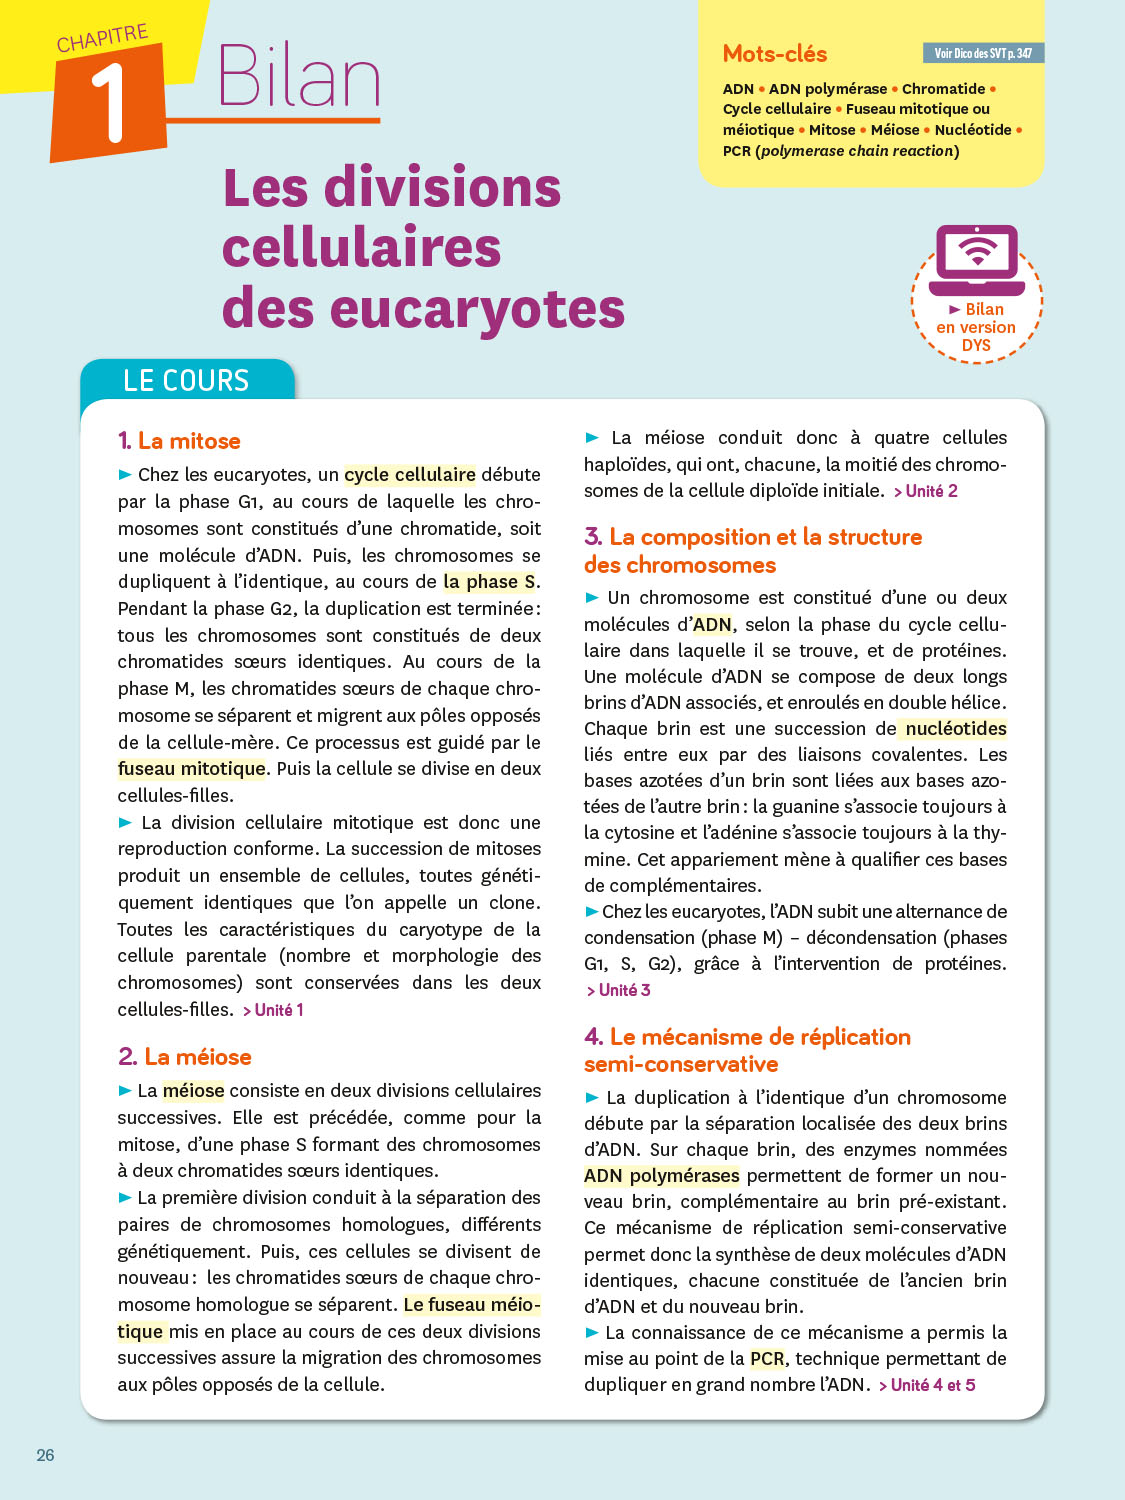 CHAPITRE
1
Bilan
Les divisions
cellulaires
des eucaryotes
Mots-clés
Voir Dico des SVT p. 347
ADN • ADN polymérase • Chromatide •
Cycle cellulaire • Fuseau mitotique ou
méiotique • Mitose • Méiose • Nucléotide •
PCR (polymerase chain reaction)
► Bilan
en version
DYS
LE COURS
1. La mitose
► Chez les eucaryotes, un cycle cellulaire débute
par la phase G1, au cours de laquelle les chro-
mosomes sont constitués d'une chromatide, soit
une molécule d'ADN. Puis, les chromosomes se
dupliquent à l'identique, au cours de la phase S.
Pendant la phase G2, la duplication est terminée :
tous les chromosomes sont constitués de deux
chromatides sœurs identiques. Au cours de la
phase M, les chromatides sœurs de chaque chro-
mosome se séparent et migrent aux pôles opposés
de la cellule-mère. Ce processus est guidé par le
fuseau mitotique. Puis la cellule se divise en deux
cellules-filles.
► La division cellulaire mitotique est donc une
reproduction conforme. La succession de mitoses
produit un ensemble de cellules, toutes généti-
quement identiques que l'on appelle un clone.
Toutes les caractéristiques du caryotype de la
cellule parentale (nombre et morphologie des
chromosomes) sont conservées dans les deux
cellules-filles. > Unité 1
2. La méiose
► La méiose consiste en deux divisions cellulaires
successives. Elle est précédée, comme pour la
mitose, d'une phase S formant des chromosomes
à deux chromatides sœurs identiques.
► La première division conduit à la séparation des
paires de chromosomes homologues, différents
génétiquement. Puis, ces cellules se divisent de
nouveau : les chromatides sœurs de chaque chro-
mosome homologue se séparent. Le fuseau méio-
tique mis en place au cours de ces deux divisions
successives assure la migration des chromosomes
aux pôles opposés de la cellule.
► La méiose conduit donc à quatre cellules
haploïdes, qui ont, chacune, la moitié des chromo-
somes de la cellule diploïde initiale. > Unité 2
3. La composition et la structure
des chromosomes
► Un chromosome est constitué d'une ou deux
molécules d'ADN, selon la phase du cycle cellu-
laire dans laquelle il se trouve, et de protéines.
Une molécule d'ADN se compose de deux longs
brins d'ADN associés, et enroulés en double hélice.
Chaque brin est une succession de nucléotides
liés entre eux par des liaisons covalentes. Les
bases azotées d'un brin sont liées aux bases azo-
tées de l'autre brin : la guanine s'associe toujours à
la cytosine et l'adénine s'associe toujours à la thy-
mine. Cet appariement mène à qualifier ces bases
de complémentaires.
► Chez les eucaryotes, l'ADN subit une alternance de
condensation (phase M) – décondensation (phases
G1, S, G2), grâce à l'intervention de protéines.
> Unité 3
4. Le mécanisme de réplication
semi-conservative
► La duplication à l'identique d'un chromosome
débute par la séparation localisée des deux brins
d'ADN. Sur chaque brin, des enzymes nommées
ADN polymérases permettent de former un nou-
veau brin, complémentaire au brin pré-existant.
Ce mécanisme de réplication semi-conservative
permet donc la synthèse de deux molécules d'ADN
identiques, chacune constituée de l'ancien brin
d'ADN et du nouveau brin.
► La connaissance de ce mécanisme a permis la
mise au point de la PCR, technique permettant de
dupliquer en grand nombre l'ADN. > Unité 4 et 5
26